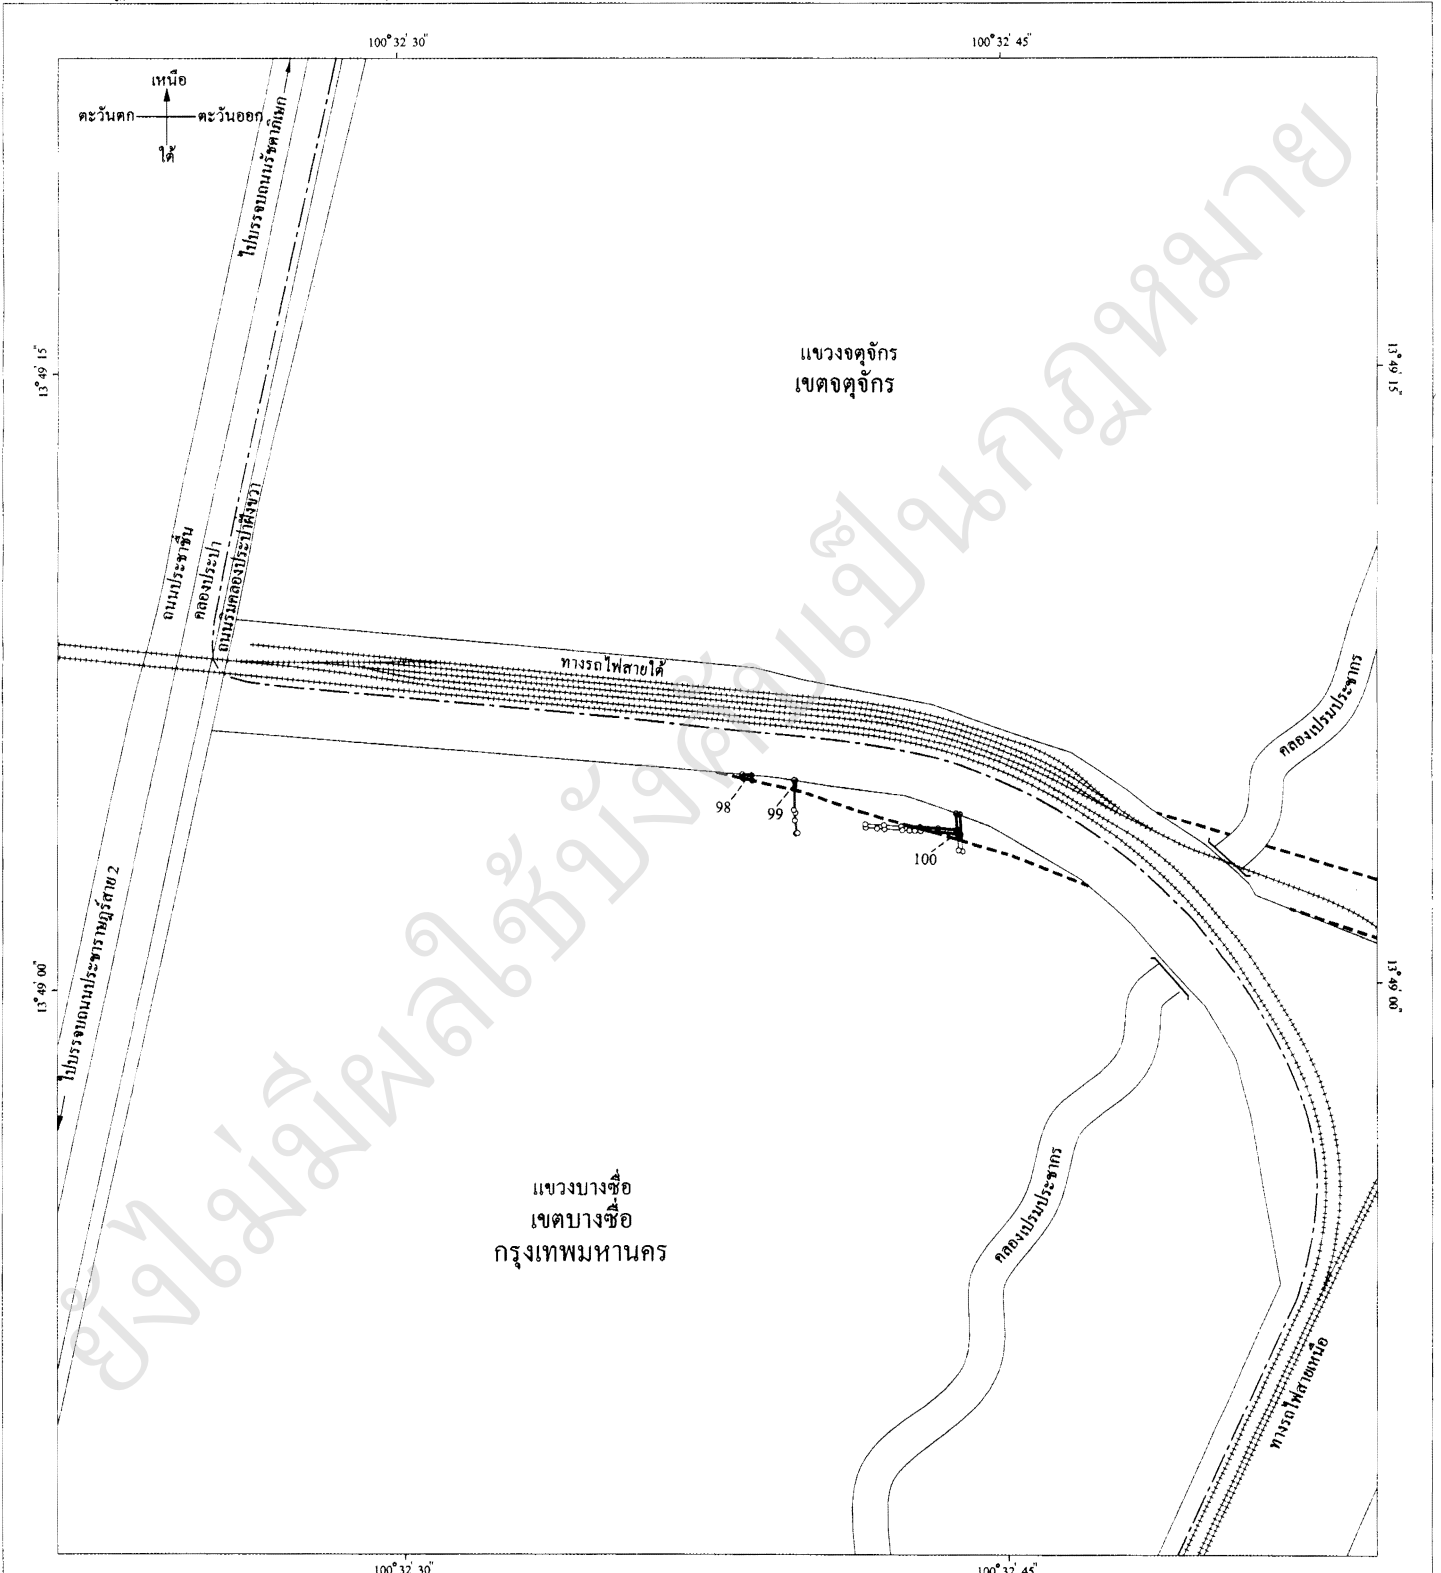 100° 32' 30"
100° 32' 45"
เหนือ
ตะวันตก
ตะวันออก
ใต้
ไปบรรจบถนนรัชดาภิเษก
แขวงจตุจักร
เขตจตุจักร
13° 49' 15"
13° 49' 15"
ถนนประชาชื่น
คลองประปา
ถนนริมคลองประปาฝั่งขวา
ทางรถไฟสายใต้
คลองเปรมประชากร
98
99
100
ไปบรรจบถนนประชาราษฎร์สาย 2
13° 49' 00"
13° 49' 00"
แขวงบางซื่อ
เขตบางซื่อ
กรุงเทพมหานคร
คลองเปรมประชากร
ทางรถไฟสายเหนือ
100° 32' 30"
100° 32' 45"
ยังไม่มีผลใช้บังคับเป็นกฎหมาย